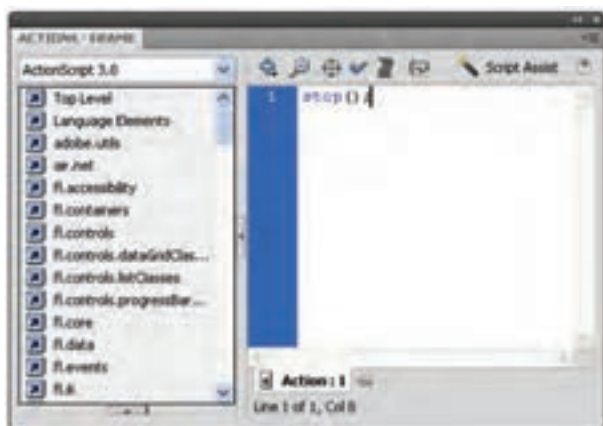 ACTIONS - FRAME
ActionScript 3.0
Script Assist
Top Level
Language Elements
adobe.utils
air.net
fl.accessibility
fl.containers
fl.controls
fl.controls.dataGridClas...
fl.controls.listClasses
fl.controls.progressBar...
fl.core
fl.data
fl.events
fl.ik
1 stop();
Action : 1
Line 1 of 1, Col 8